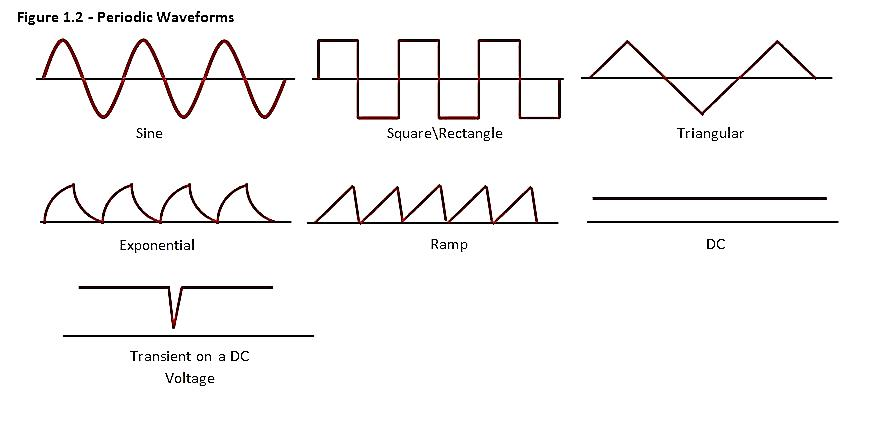 Figure 1.2 - Periodic Waveforms
Sine
Square\Rectangle
Triangular
Exponential
Ramp
DC
Transient on a DC
Voltage